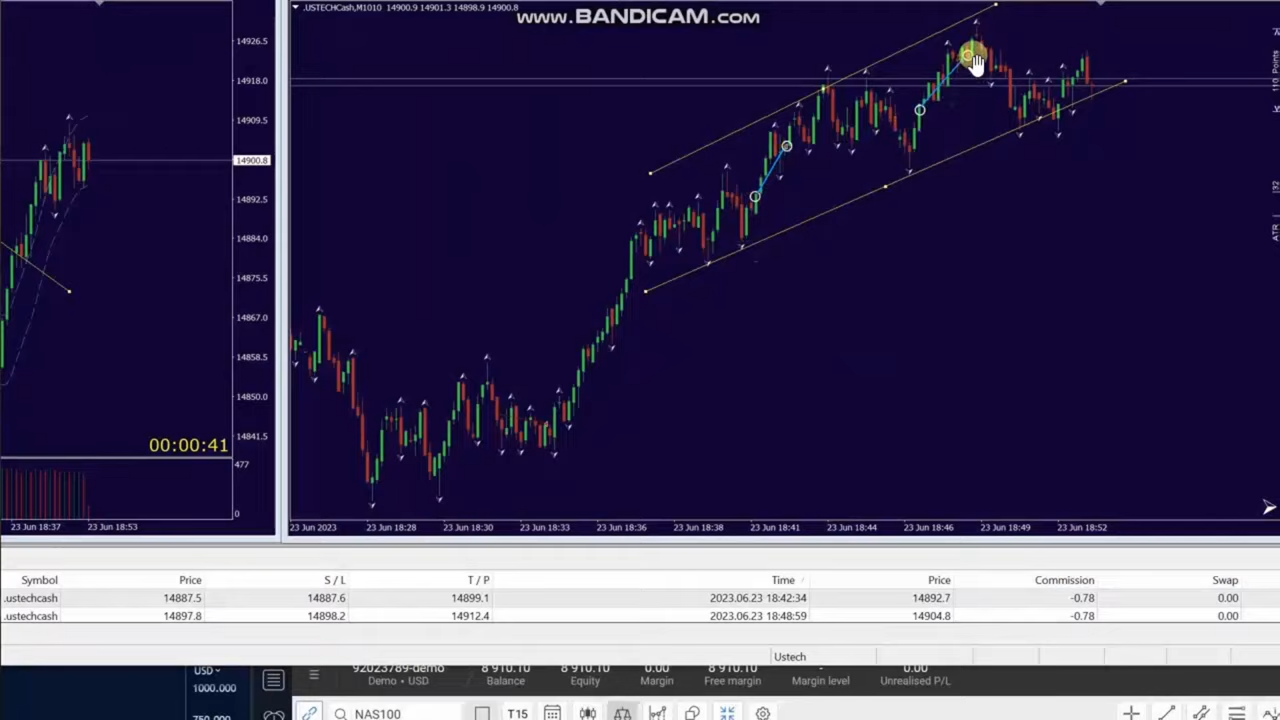 .USTECHCash,M1010 14900.9 14901.3 14898.9 14900.8
www.BANDICAM.com
14926.5
14918.0
14909.5
14900.8
14892.5
14884.0
14875.5
14867.0
14858.5
14850.0
14841.5
00:00:41
477
0
110 Points
32
ATR
23 Jun 18:37 23 Jun 18:53
23 Jun 2023 23 Jun 18:28 23 Jun 18:30 23 Jun 18:33 23 Jun 18:36 23 Jun 18:38 23 Jun 18:41 23 Jun 18:44 23 Jun 18:46 23 Jun 18:49 23 Jun 18:52
Symbol Price S / L T / P Time / Price Commission Swap
.ustechcash 14887.5 14887.6 14899.1 2023.06.23 18:42:34 14892.7 -0.78 0.00
.ustechcash 14897.8 14898.2 14912.4 2023.06.23 18:48:59 14904.8 -0.78 0.00
Ustech
USD
1000.000
750.000
92023789-demo 8 910.10 8 910.10 0.00 8 910.10 - 0.00
Demo • USD Balance Equity Margin Free margin Margin level Unrealised P/L
NAS100 T15